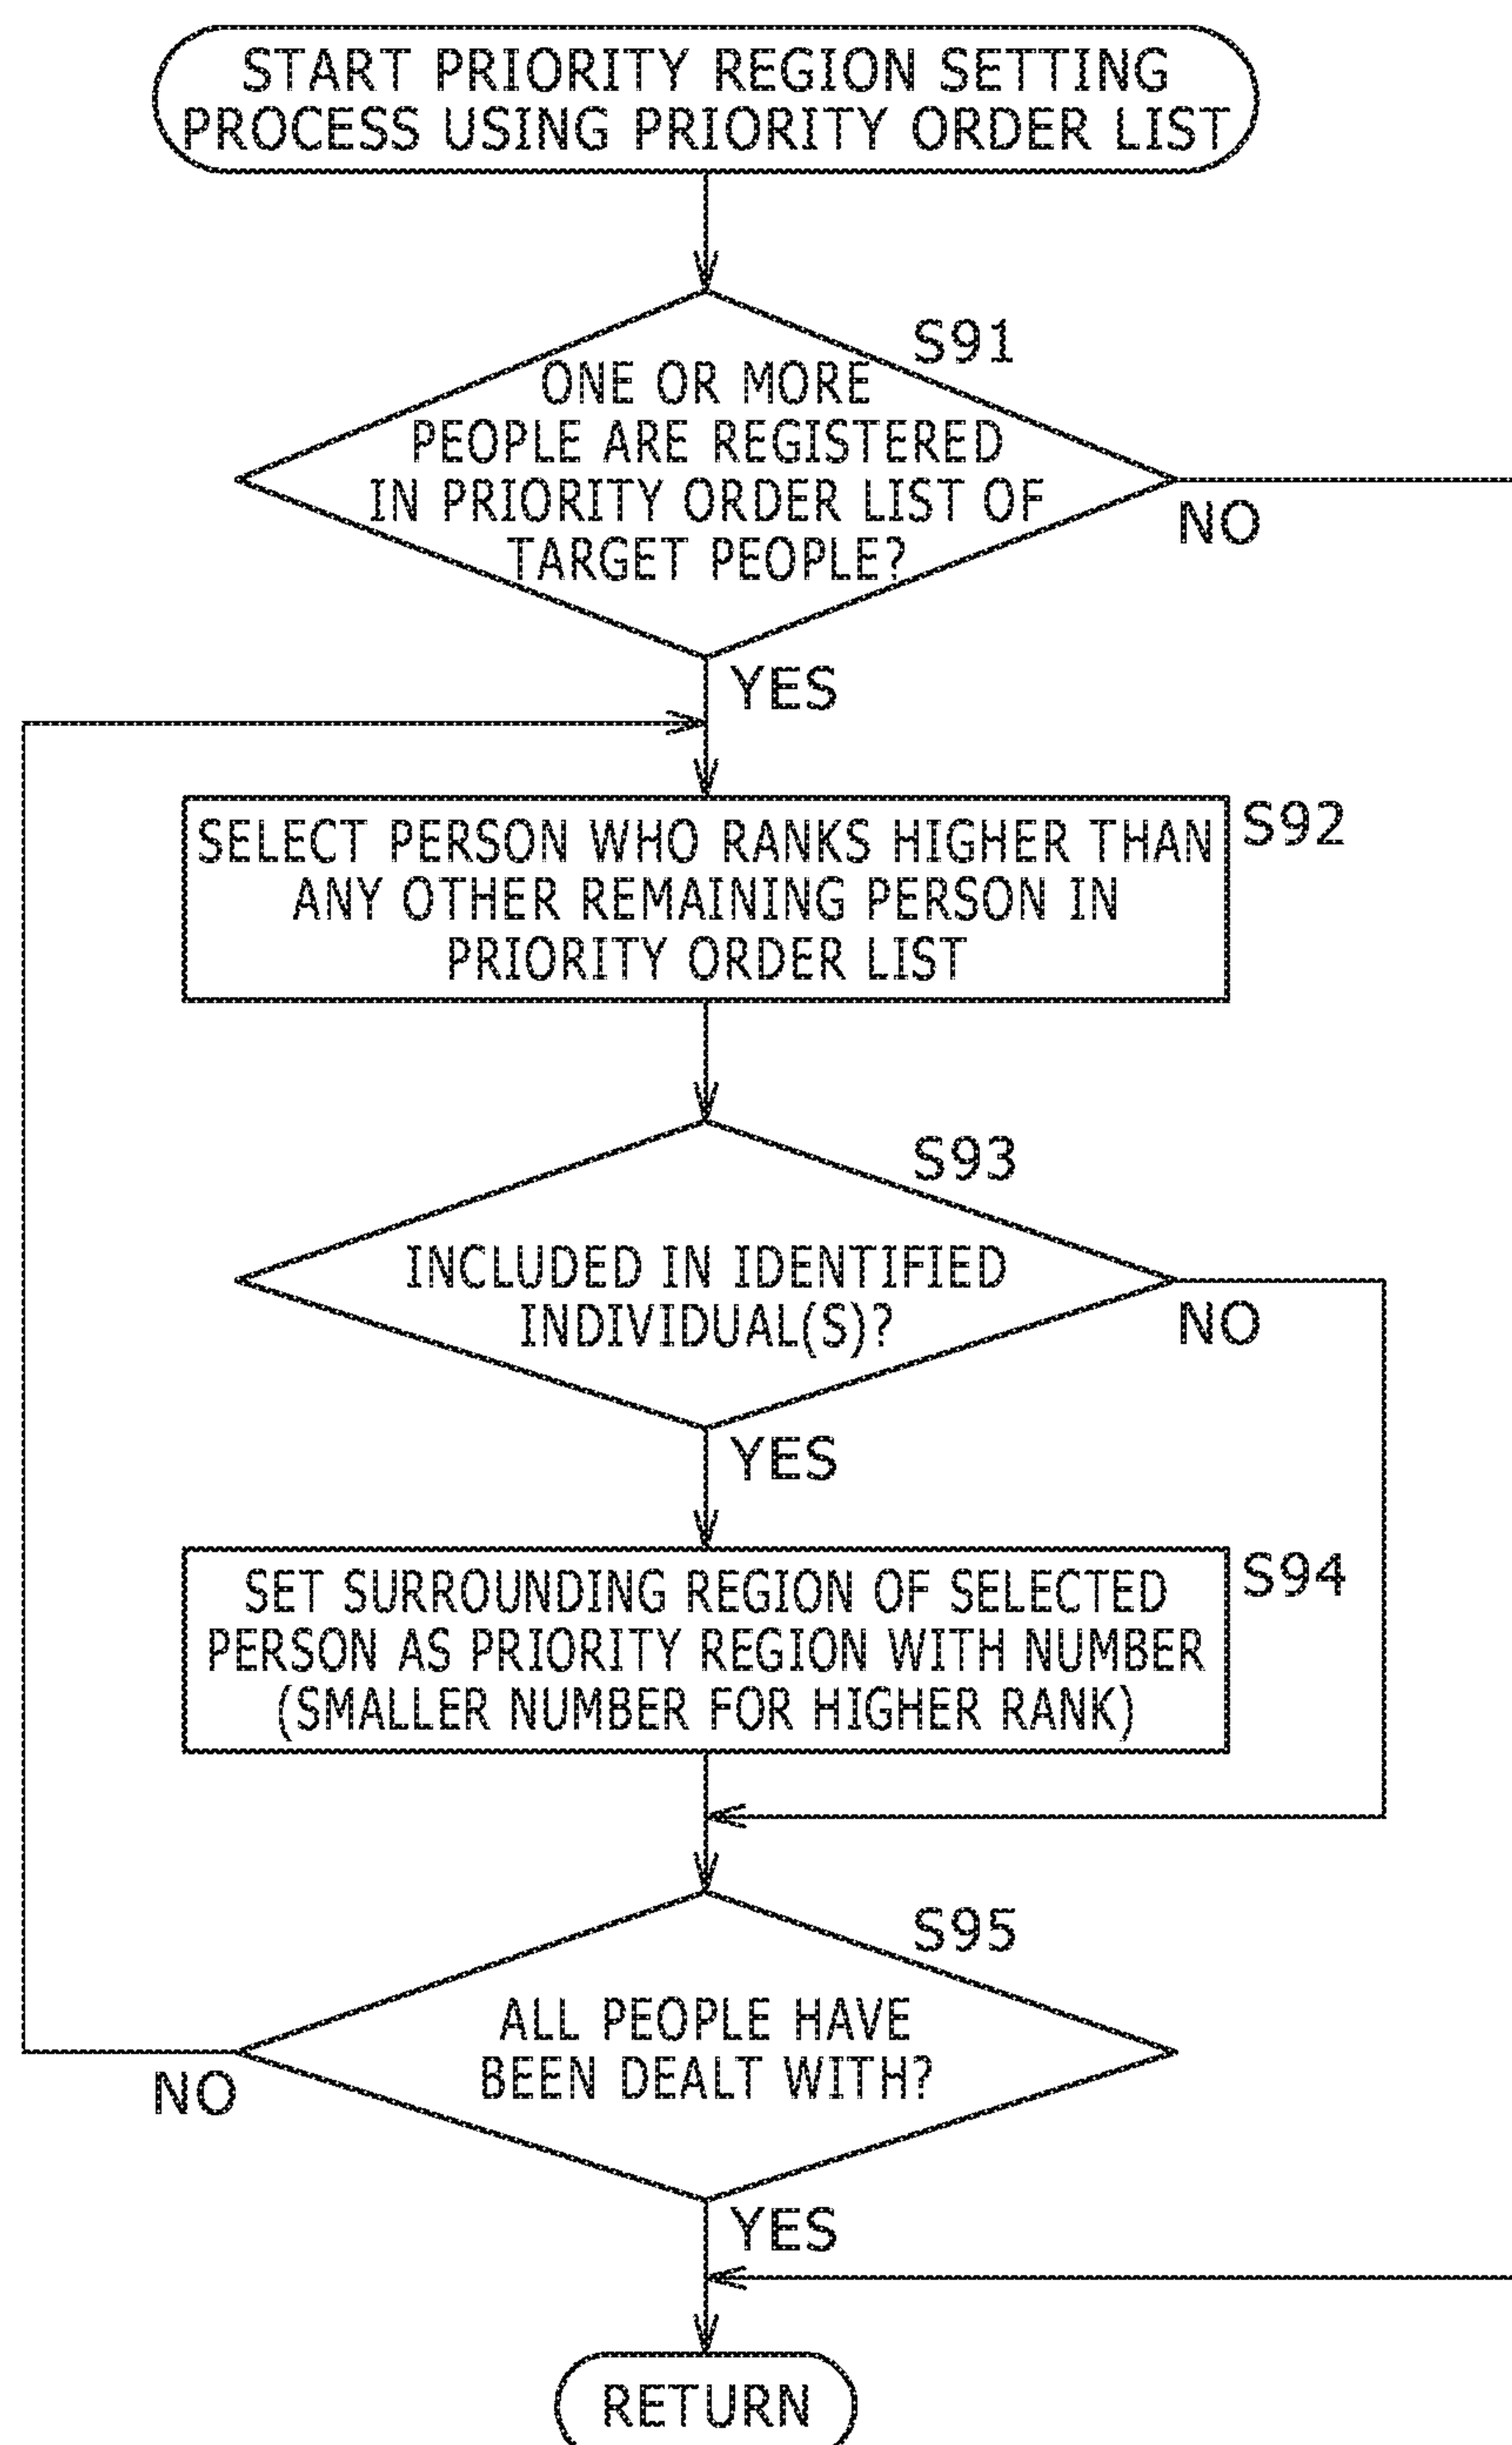 START PRIORITY REGION SETTING
PROCESS USING PRIORITY ORDER LIST
S91
ONE OR MORE
PEOPLE ARE REGISTERED
IN PRIORITY ORDER LIST OF
TARGET PEOPLE?
NO
YES
S92
SELECT PERSON WHO RANKS HIGHER THAN
ANY OTHER REMAINING PERSON IN
PRIORITY ORDER LIST
S93
INCLUDED IN IDENTIFIED
INDIVIDUAL(S)?
NO
YES
S94
SET SURROUNDING REGION OF SELECTED
PERSON AS PRIORITY REGION WITH NUMBER
(SMALLER NUMBER FOR HIGHER RANK)
S95
ALL PEOPLE HAVE
BEEN DEALT WITH?
NO
YES
RETURN